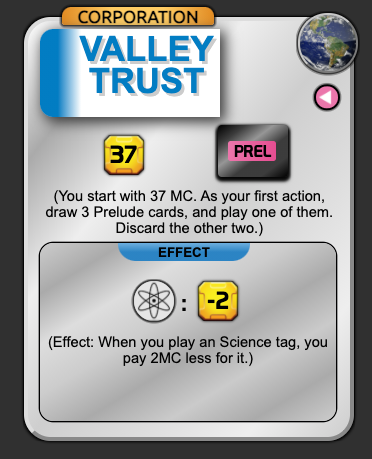 CORPORATION
VALLEY
TRUST
37
PREL
(You start with 37 MC. As your first action,
draw 3 Prelude cards, and play one of them.
Discard the other two.)
EFFECT
: -2
(Effect: When you play an Science tag, you
pay 2MC less for it.)